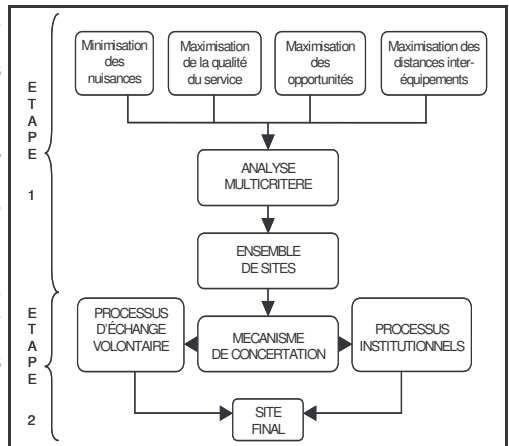 Minimisation
des
nuisances
Maximisation
de la qualité
du service
Maximisation
des
opportunités
Maximisation des
distances inter-
équipements
E
T
A
P
E
1
ANALYSE
MULTICRITERE
ENSEMBLE
DE SITES
E
T
A
P
E
2
PROCESSUS
D'ÉCHANGE
VOLONTAIRE
MECANISME
DE CONCERTATION
PROCESSUS
INSTITUTIONNELS
SITE
FINAL